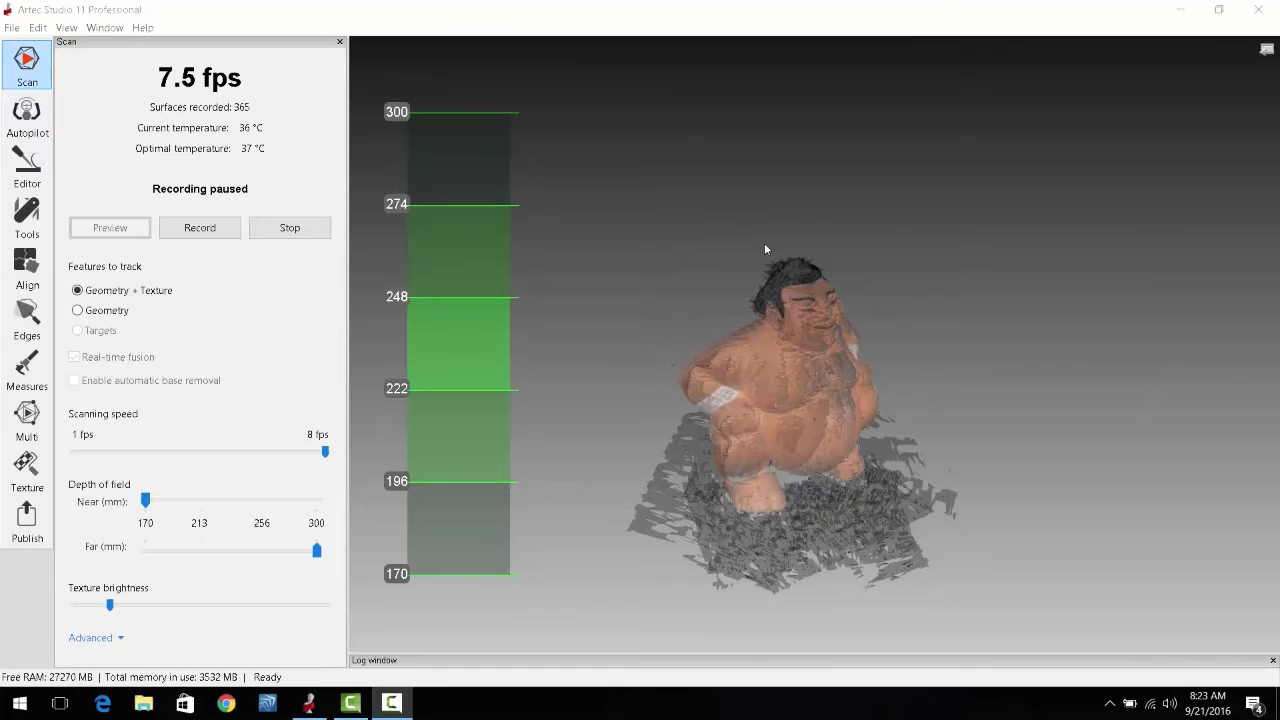 Artec Studio 11 Professional
File Edit View Window Help
Scan
Scan
Autopilot
Editor
Tools
Align
Edges
Measures
Multi
Texture
Publish
7.5 fps
Surfaces recorded: 365
Current temperature: 36 °C
Optimal temperature: 37 °C
Recording paused
Preview Record Stop
Features to track
Geometry + Texture
Geometry
Targets
Real-time fusion
Enable automatic base removal
Scanning speed
1 fps 8 fps
Depth of field
Near (mm):
170 213 256 300
Far (mm):
Texture brightness
Advanced
300
274
248
222
196
170
Log window
Free RAM: 27270 MB | Total memory in use: 3532 MB | Ready
8:23 AM
9/21/2016
4